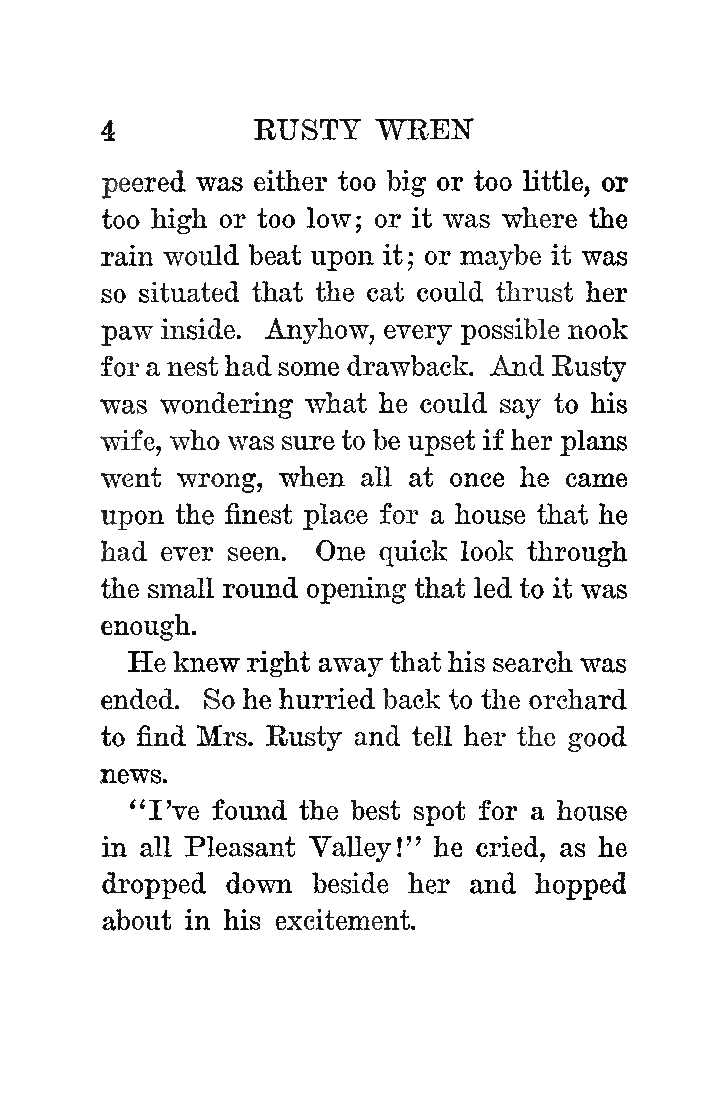 4 RUSTY WREN
peered was either too big or too little, or
too high or too low; or it was where the
rain would beat upon it; or maybe it was
so situated that the cat could thrust her
paw inside. Anyhow, every possible nook
for a nest had some drawback. And Rusty
was wondering what he could say to his
wife, who was sure to be upset if her plans
went wrong, when all at once he came
upon the finest place for a house that he
had ever seen. One quick look through
the small round opening that led to it was
enough.
He knew right away that his search was
ended. So he hurried back to the orchard
to find Mrs. Rusty and tell her the good
news.
“I’ve found the best spot for a house
in all Pleasant Valley!” he cried, as he
dropped down beside her and hopped
about in his excitement.